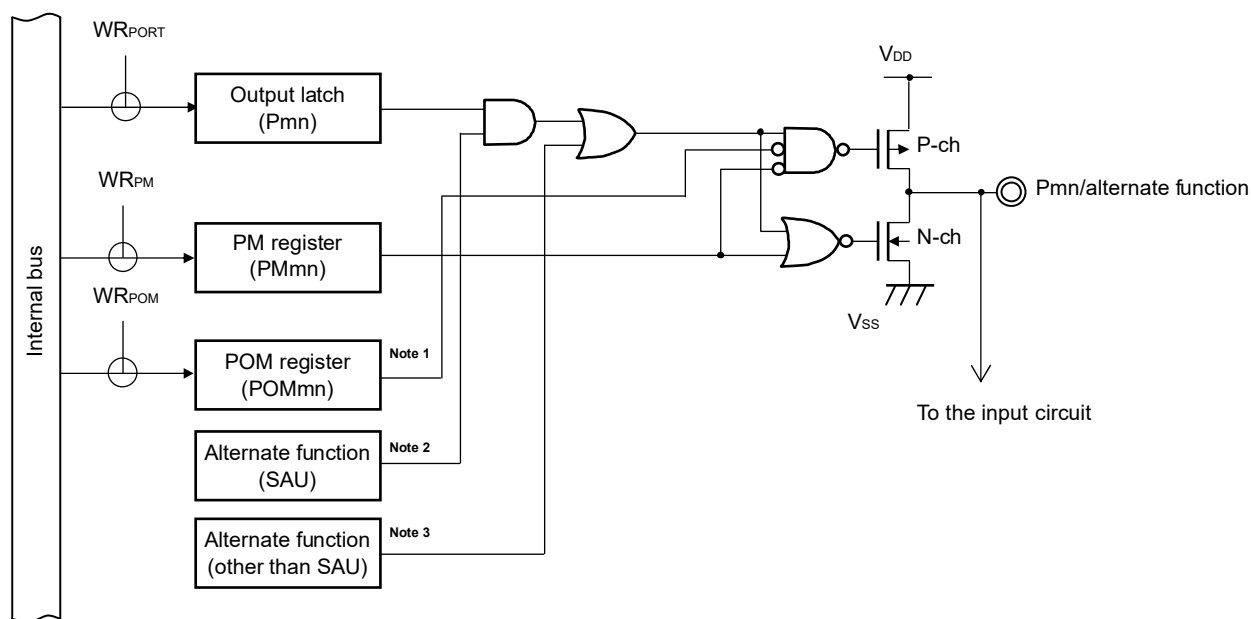 WRPORT
Output latch
(Pmn)
WRPM
PM register
(PMmn)
WRPOM
POM register
(POMmn)
Note 1
Alternate function
(SAU)
Note 2
Alternate function
(other than SAU)
Note 3
Internal bus
VDD
P-ch
Pmn/alternate function
N-ch
VSS
To the input circuit